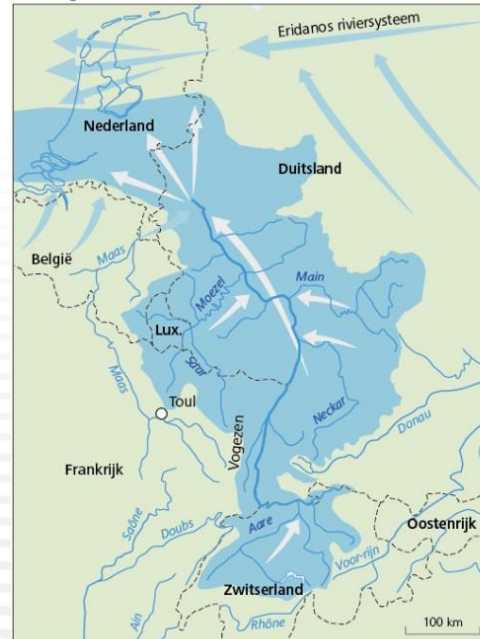 Eridanos riviersysteem
Nederland
Duitsland
België
Maas
Moezel
Main
Lux.
Maas
Saar
Toul
Neckar
Vogezen
Donau
Frankrijk
Saône
Doubs
Aare
Oostenrijk
Voor-rijn
Zwitserland
Ain
Rhône
100 km